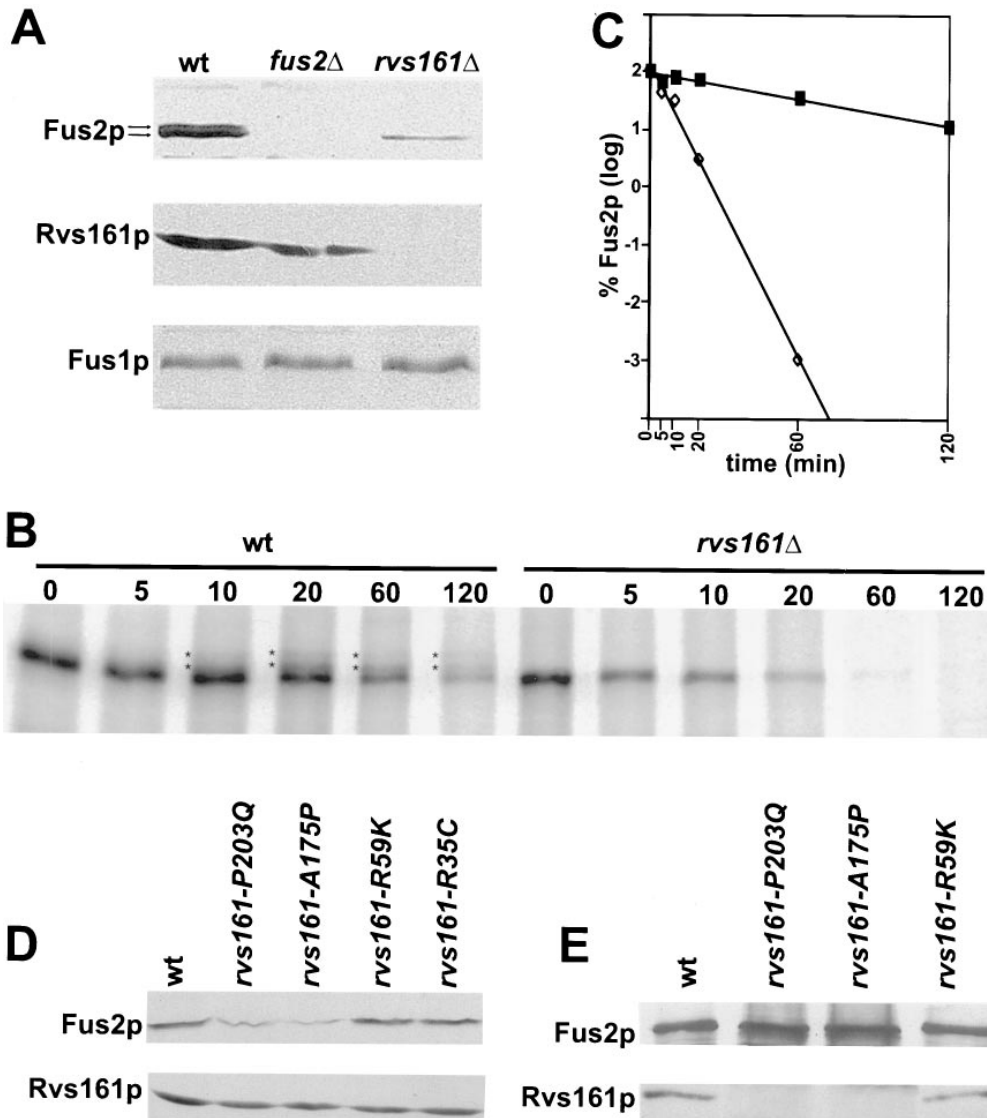 A
wt fus2Δ rvs161Δ
Fus2p
Rvs161p
Fus1p
C
% Fus2p (log)
2
1
0
-1
-2
-3
0 5 10 20 60 120
time (min)
B
wt rvs161Δ
0 5 10 20 60 120 0 5 10 20 60 120
* * * *
* * * *
D
wt rvs161-P203Q rvs161-A175P rvs161-R59K rvs161-R35C
Fus2p
Rvs161p
E
wt rvs161-P203Q rvs161-A175P rvs161-R59K
Fus2p
Rvs161p